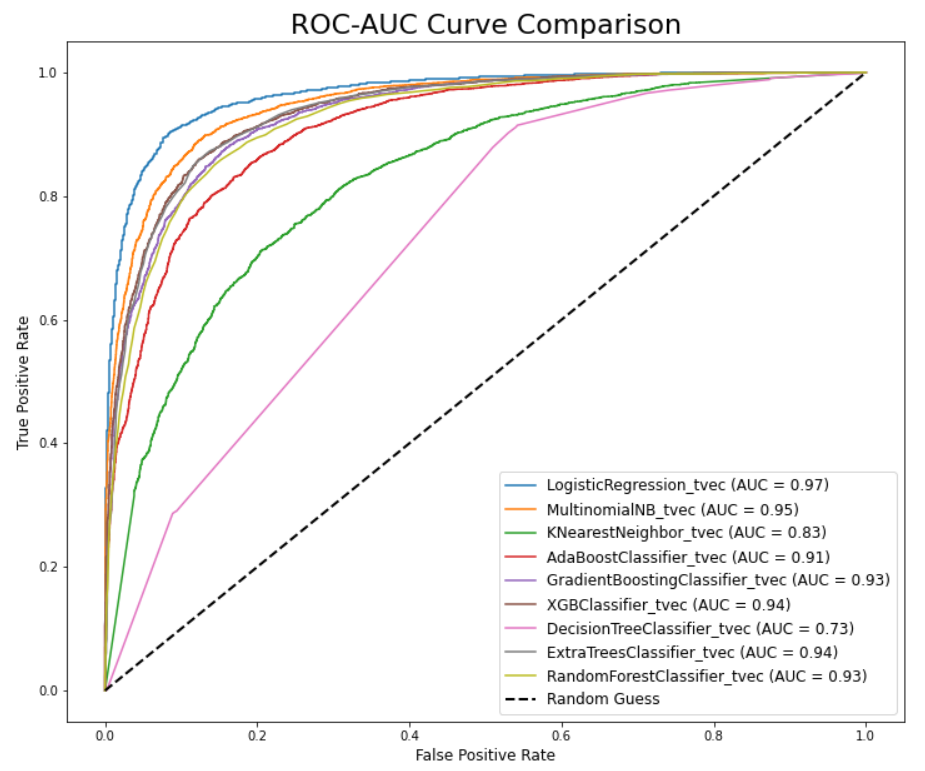 ROC-AUC Curve Comparison
1.0
0.8
0.6
0.4
0.2
0.0
True Positive Rate
LogisticRegression_tvec (AUC = 0.97)
MultinomialNB_tvec (AUC = 0.95)
KNearestNeighbor_tvec (AUC = 0.83)
AdaBoostClassifier_tvec (AUC = 0.91)
GradientBoostingClassifier_tvec (AUC = 0.93)
XGBClassifier_tvec (AUC = 0.94)
DecisionTreeClassifier_tvec (AUC = 0.73)
ExtraTreesClassifier_tvec (AUC = 0.94)
RandomForestClassifier_tvec (AUC = 0.93)
Random Guess
0.0 0.2 0.4 0.6 0.8 1.0
False Positive Rate